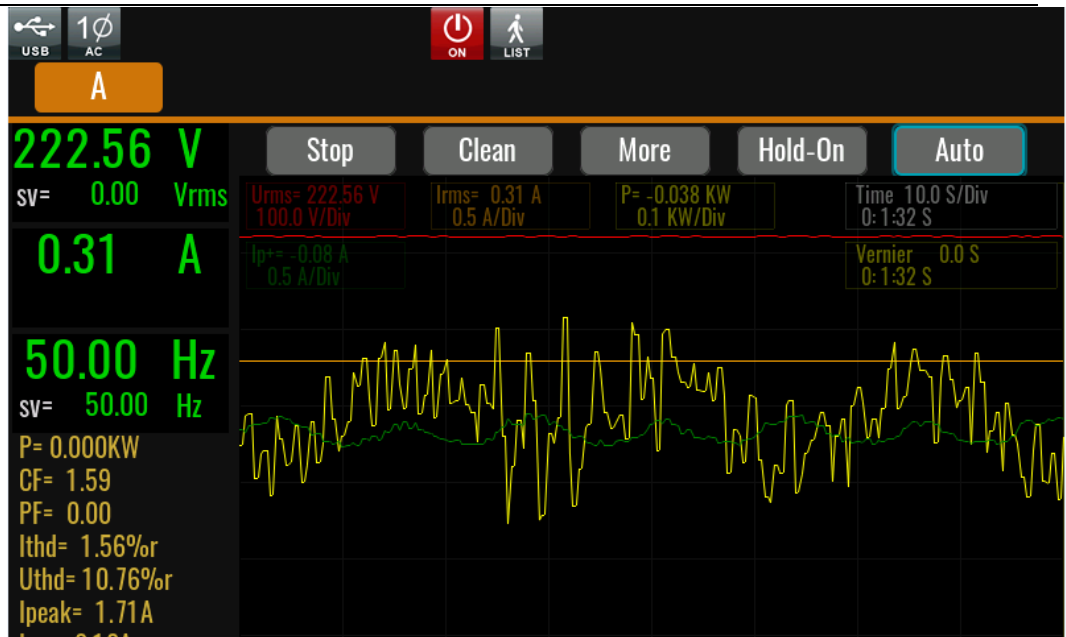 USB
1Ø
AC
ON
LIST
A
222.56 V
sv= 0.00 Vrms
0.31 A
50.00 Hz
sv= 50.00 Hz
P= 0.000KW
CF= 1.59
PF= 0.00
Ithd= 1.56%r
Uthd= 10.76%r
Ipeak= 1.71A
Stop Clean More Hold-On Auto
Urms= 222.56 V
100.0 V/Div
Irms= 0.31 A
0.5 A/Div
P= -0.038 KW
0.1 KW/Div
Time 10.0 S/Div
0: 1:32 S
Ip+= -0.08 A
0.5 A/Div
Vernier 0.0 S
0: 1:32 S